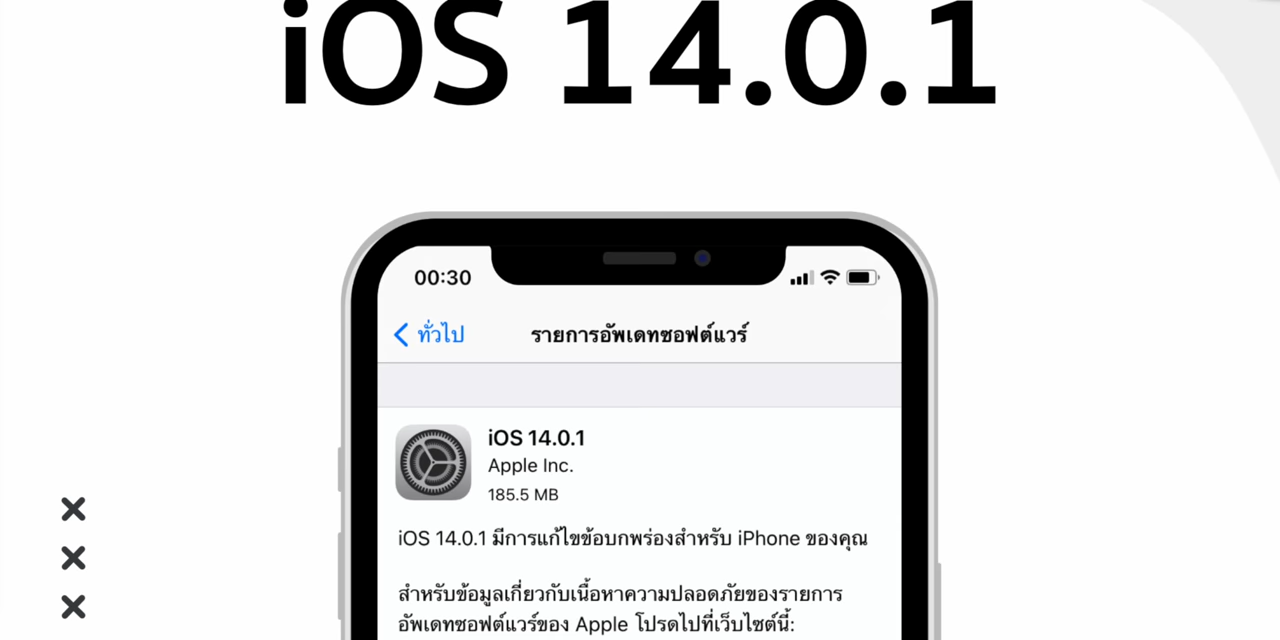 iOS 14.0.1
00:30
ทั่วไป
รายการอัพเดทซอฟต์แวร์
iOS 14.0.1
Apple Inc.
185.5 MB
iOS 14.0.1 มีการแก้ไขข้อบกพร่องสำหรับ iPhone ของคุณ
สำหรับข้อมูลเกี่ยวกับเนื้อหาความปลอดภัยของรายการ
อัพเดทซอฟต์แวร์ของ Apple โปรดไปที่เว็บไซต์นี้: